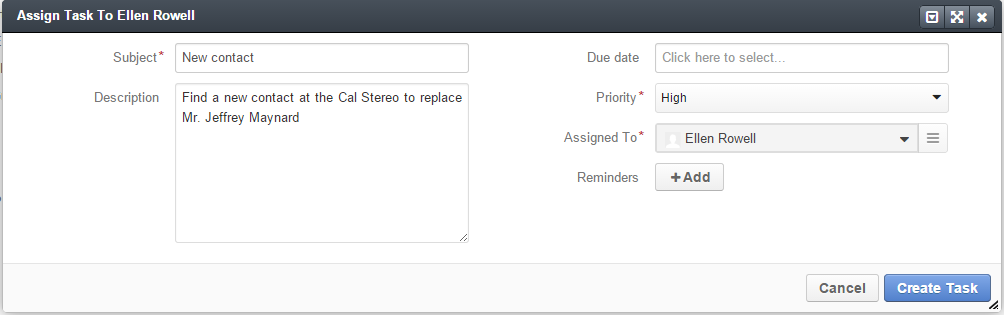 Assign Task To Ellen Rowell
Subject* New contact
Description Find a new contact at the Cal Stereo to replace
Mr. Jeffrey Maynard
Due date Click here to select...
Priority* High
Assigned To* Ellen Rowell
Reminders +Add
Cancel Create Task